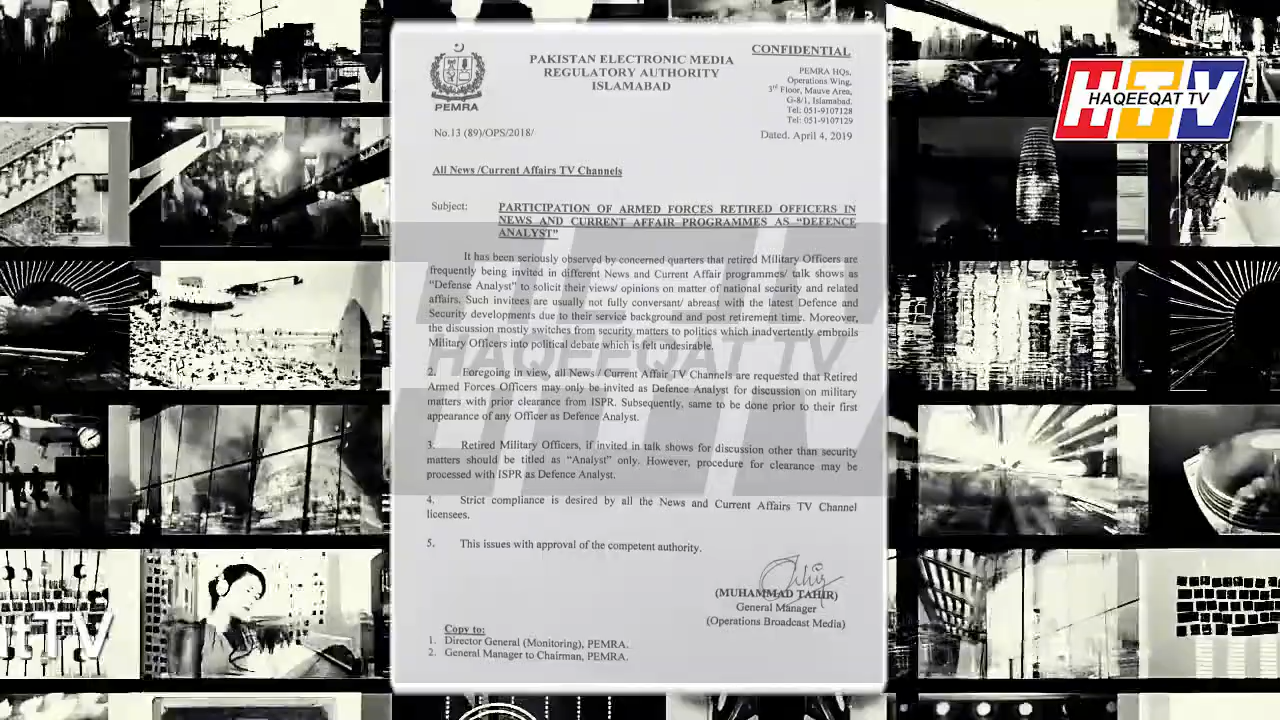 CONFIDENTIAL
PAKISTAN ELECTRONIC MEDIA
REGULATORY AUTHORITY
ISLAMABAD
PEMRA
PEMRA HQs,
Operations Wing,
3rd Floor, Mauve Area,
G-8/1, Islamabad.
Tel: 051-9107128
Tel: 051-9107129
No.13 (89)/OPS/2018/
Dated. April 4, 2019
All News /Current Affairs TV Channels
Subject: PARTICIPATION OF ARMED FORCES RETIRED OFFICERS IN
NEWS AND CURRENT AFFAIR PROGRAMMES AS “DEFENCE
ANALYST”
It has been seriously observed by concerned quarters that retired Military Officers are
frequently being invited in different News and Current Affair programmes/ talk shows as
“Defense Analyst” to solicit their views/ opinions on matter of national security and related
affairs. Such invitees are usually not fully conversant/ abreast with the latest Defence and
Security developments due to their service background and post retirement time. Moreover,
the discussion mostly switches from security matters to politics which inadvertently embroils
Military Officers into political debate which is felt undesirable.
2. Foregoing in view, all News / Current Affair TV Channels are requested that Retired
Armed Forces Officers may only be invited as Defence Analyst for discussion on military
matters with prior clearance from ISPR. Subsequently, same to be done prior to their first
appearance of any Officer as Defence Analyst.
3. Retired Military Officers, if invited in talk shows for discussion other than security
matters should be titled as “Analyst” only. However, procedure for clearance may be
processed with ISPR as Defence Analyst.
4. Strict compliance is desired by all the News and Current Affairs TV Channel
licensees.
5. This issues with approval of the competent authority.
(MUHAMMAD TAHIR)
General Manager
(Operations Broadcast Media)
Copy to:
1. Director General (Monitoring), PEMRA.
2. General Manager to Chairman, PEMRA.
HTV
HAQEEQAT TV
HTV
HAQEEQAT TV
tTV